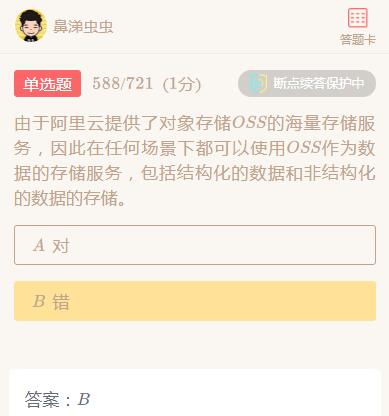 鼻涕虫虫
答题卡
单选题 588/721 (1分) 断点续答保护中
由于阿里云提供了对象存储OSS的海量存储服
务，因此在任何场景下都可以使用OSS作为数
据的存储服务，包括结构化的数据和非结构化
的数据的存储。
A 对
B 错
答案：B